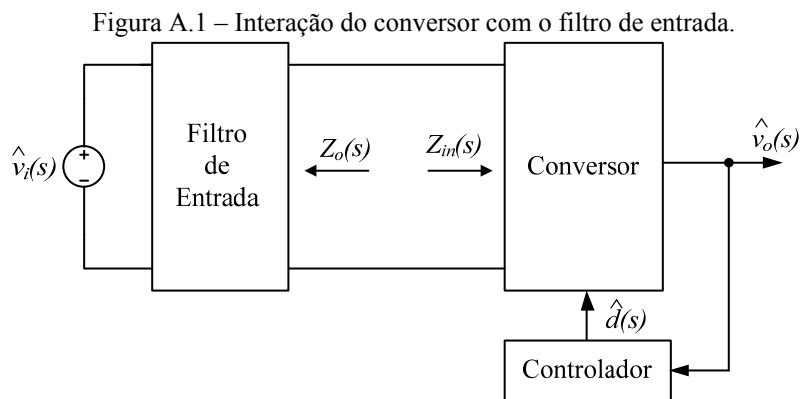 Figura A.1 – Interação do conversor com o filtro de entrada.
Filtro
de
Entrada
v̂ᵢ(s)
+
−
Zₒ(s)
Zᵢₙ(s)
Conversor
v̂ₒ(s)
d̂(s)
Controlador